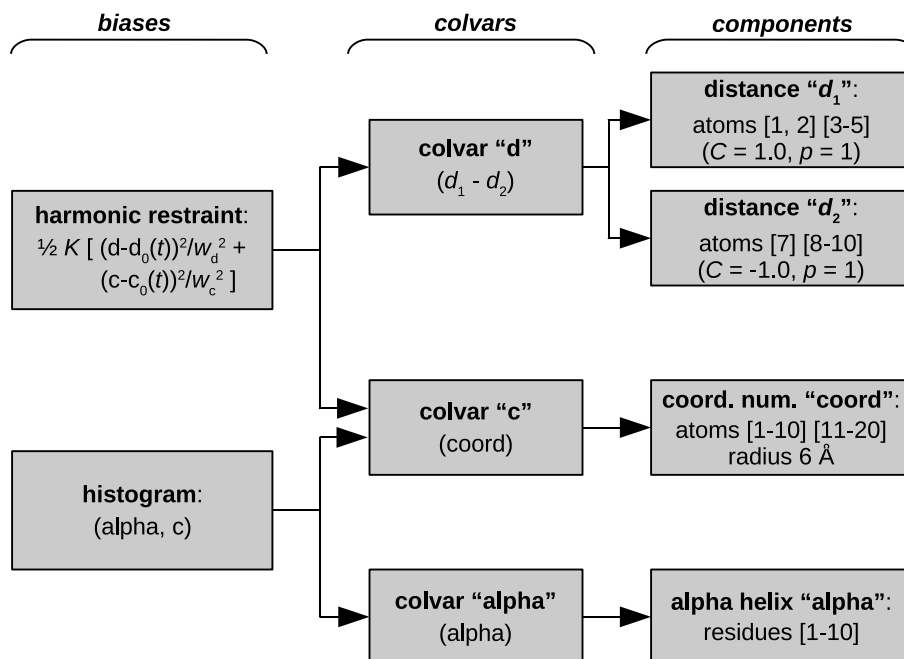 biases
colvars
components
harmonic restraint:
½ K [ (d-d₀(t))²/w_d² +
(c-c₀(t))²/w_c² ]
histogram:
(alpha, c)
colvar “d”
(d₁ - d₂)
colvar “c”
(coord)
colvar “alpha”
(alpha)
distance “d₁”:
atoms [1, 2] [3-5]
(C = 1.0, p = 1)
distance “d₂”:
atoms [7] [8-10]
(C = -1.0, p = 1)
coord. num. “coord”:
atoms [1-10] [11-20]
radius 6 Å
alpha helix “alpha”:
residues [1-10]